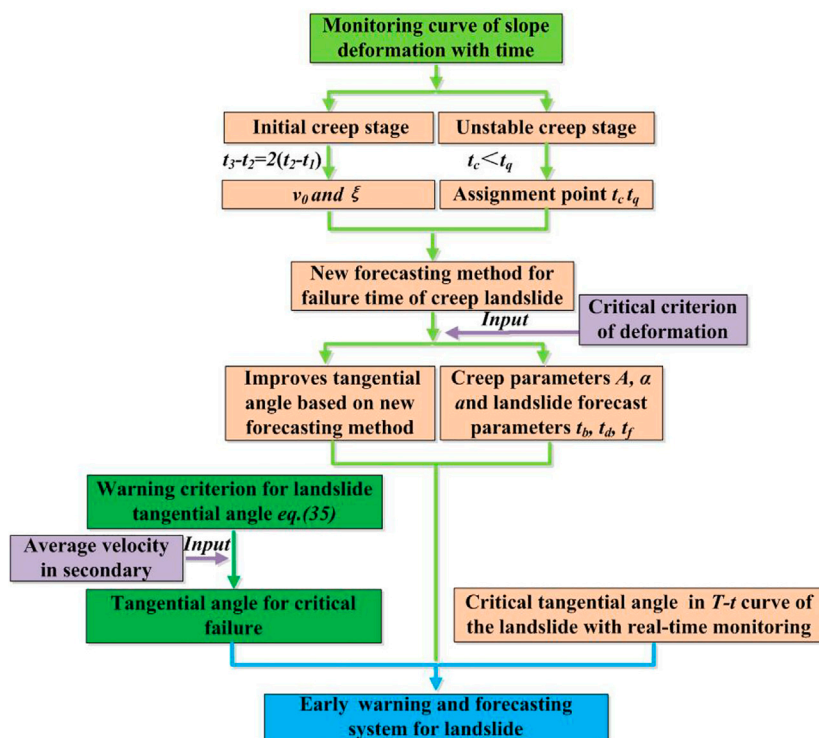 Monitoring curve of slope
deformation with time
Initial creep stage
Unstable creep stage
t3-t2=2(t2-t1)
tc<tq
v0 and ξ
Assignment point tc tq
New forecasting method for
failure time of creep landslide
Input
Critical criterion
of deformation
Improves tangential
angle based on new
forecasting method
Creep parameters A, α
and landslide forecast
parameters tb, td, tf
Warning criterion for landslide
tangential angle eq.(35)
Average velocity
in secondary
Input
Tangential angle for critical
failure
Critical tangential angle in T-t curve of
the landslide with real-time monitoring
Early warning and forecasting
system for landslide